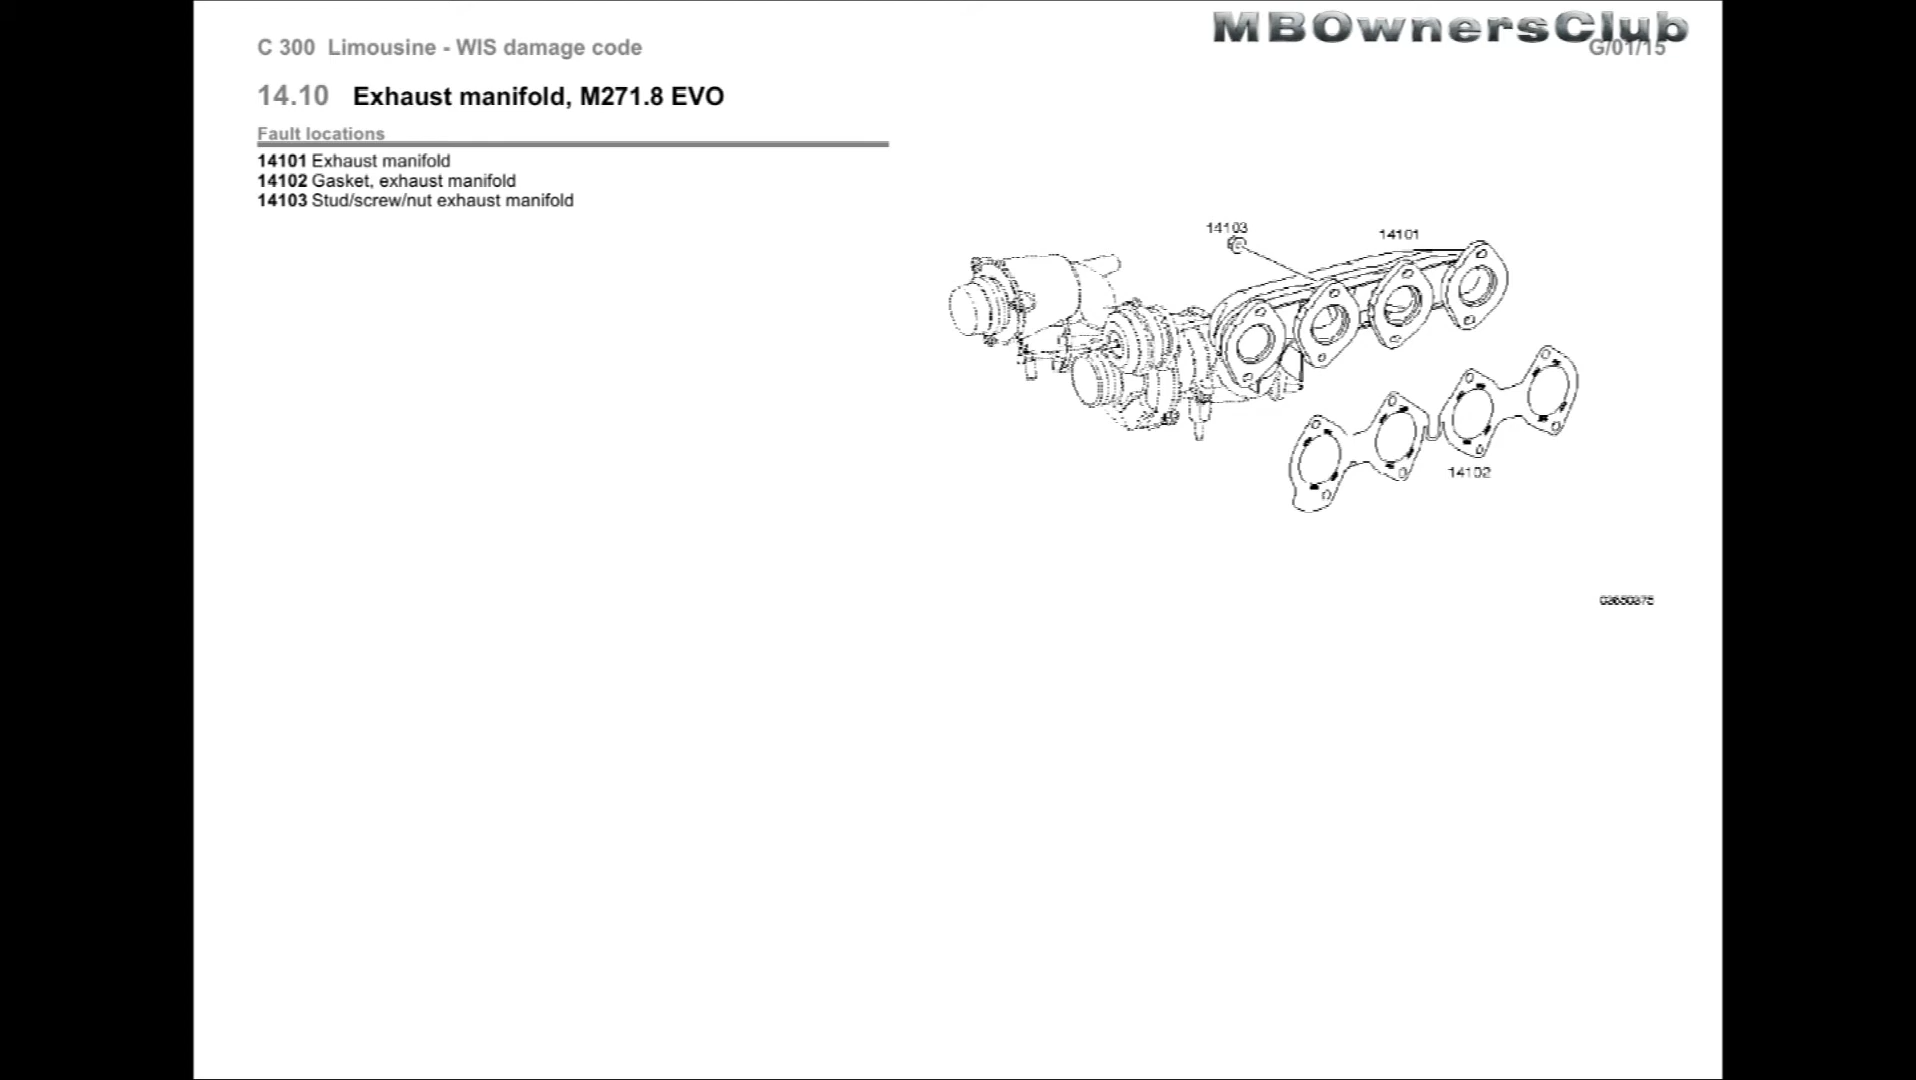 MBOwnersClub
C 300 Limousine - WIS damage code
G/01/15
14.10 Exhaust manifold, M271.8 EVO
Fault locations
14101 Exhaust manifold
14102 Gasket, exhaust manifold
14103 Stud/screw/nut exhaust manifold
14103
14101
14102